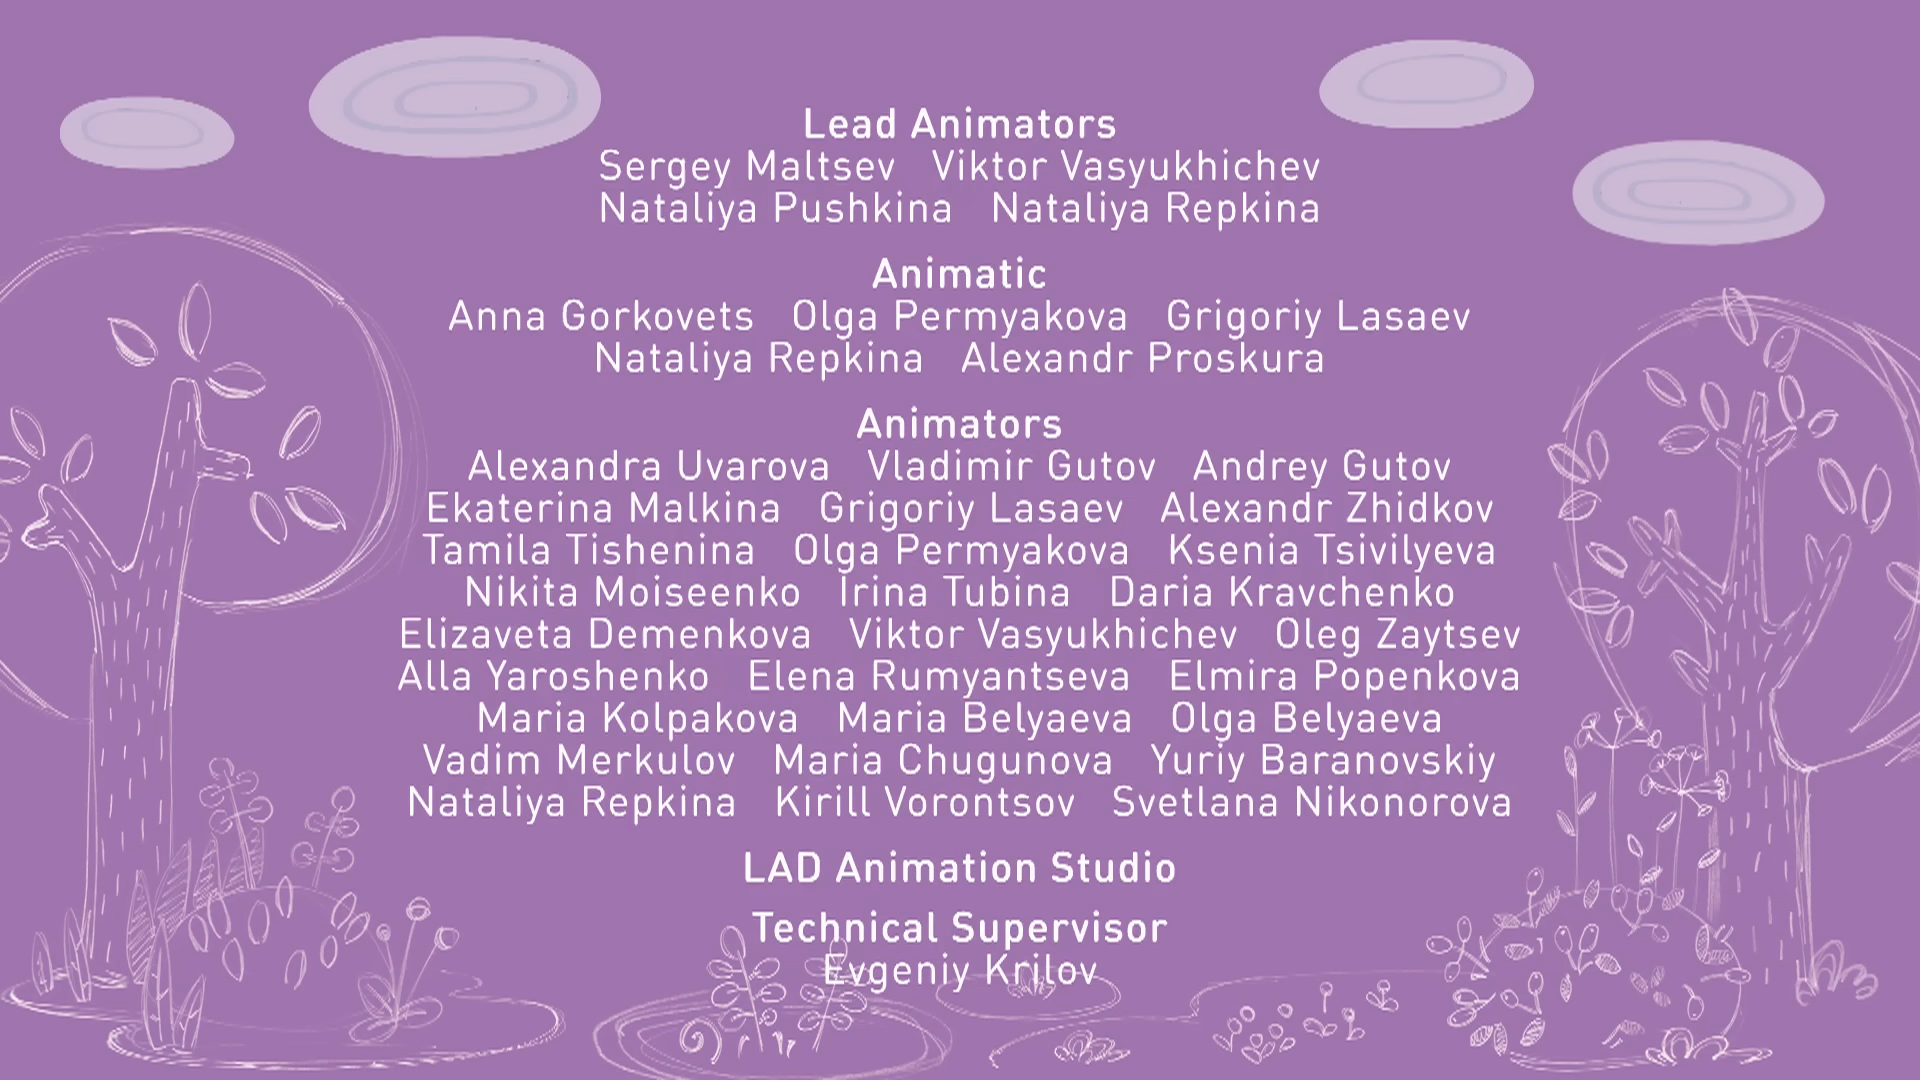 Lead Animators
Sergey Maltsev Viktor Vasyukhichev
Nataliya Pushkina Nataliya Repkina
Animatic
Anna Gorkovets Olga Permyakova Grigoriy Lasaev
Nataliya Repkina Alexandr Proskura
Animators
Alexandra Uvarova Vladimir Gutov Andrey Gutov
Ekaterina Malkina Grigoriy Lasaev Alexandr Zhidkov
Tamila Tishenina Olga Permyakova Ksenia Tsivilyeva
Nikita Moiseenko Irina Tubina Daria Kravchenko
Elizaveta Demenkova Viktor Vasyukhichev Oleg Zaytsev
Alla Yaroshenko Elena Rumyantseva Elmira Popenkova
Maria Kolpakova Maria Belyaeva Olga Belyaeva
Vadim Merkulov Maria Chugunova Yuriy Baranovskiy
Nataliya Repkina Kirill Vorontsov Svetlana Nikonorova
LAD Animation Studio
Technical Supervisor
Evgeniy Krilov